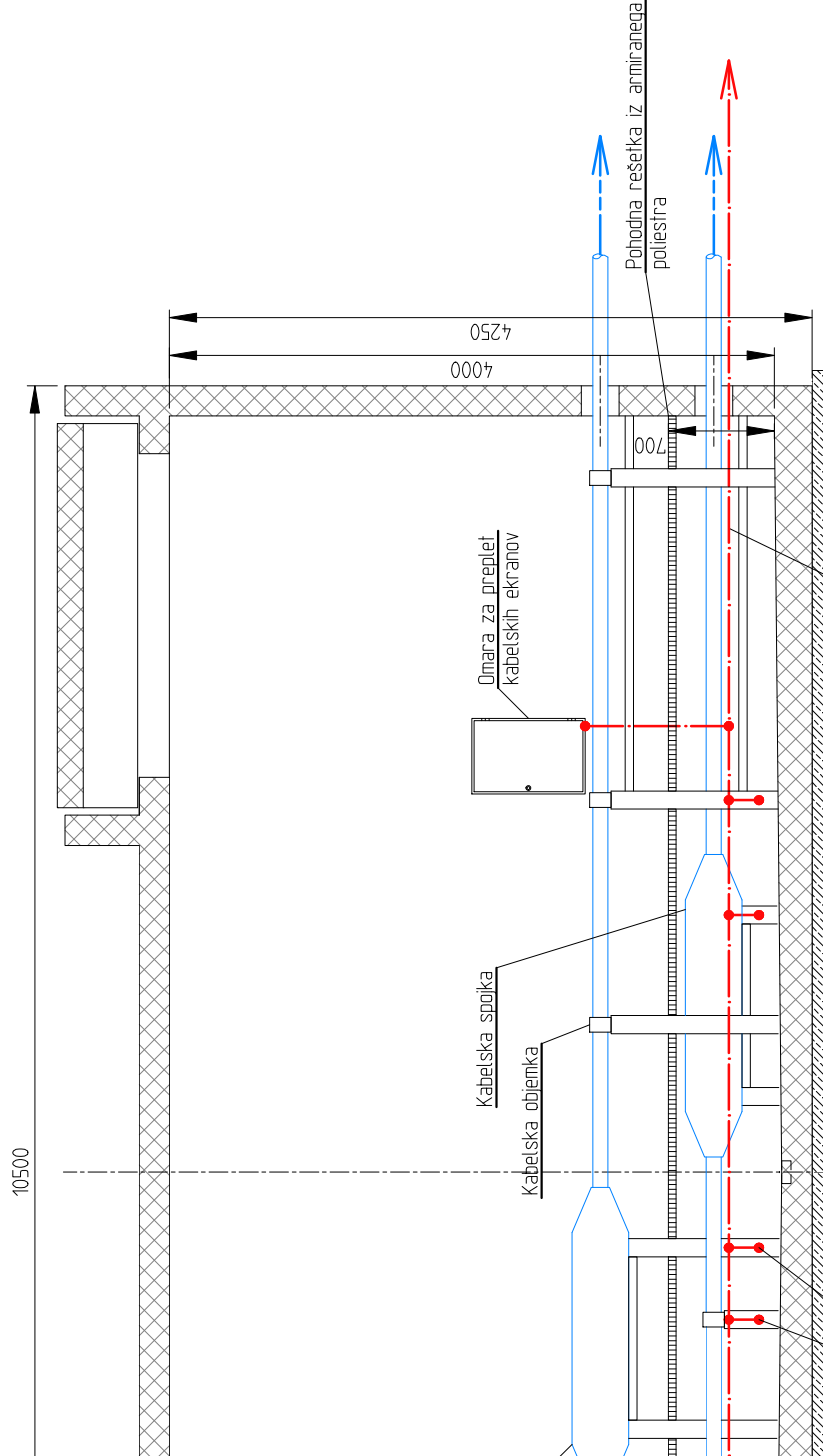 Pohodna rešetka iz armiranega
poliestra
4250
4000
700
Omara za preplet
kabelskih ekranov
Kabelska spojka
Kabelska objemka
10500